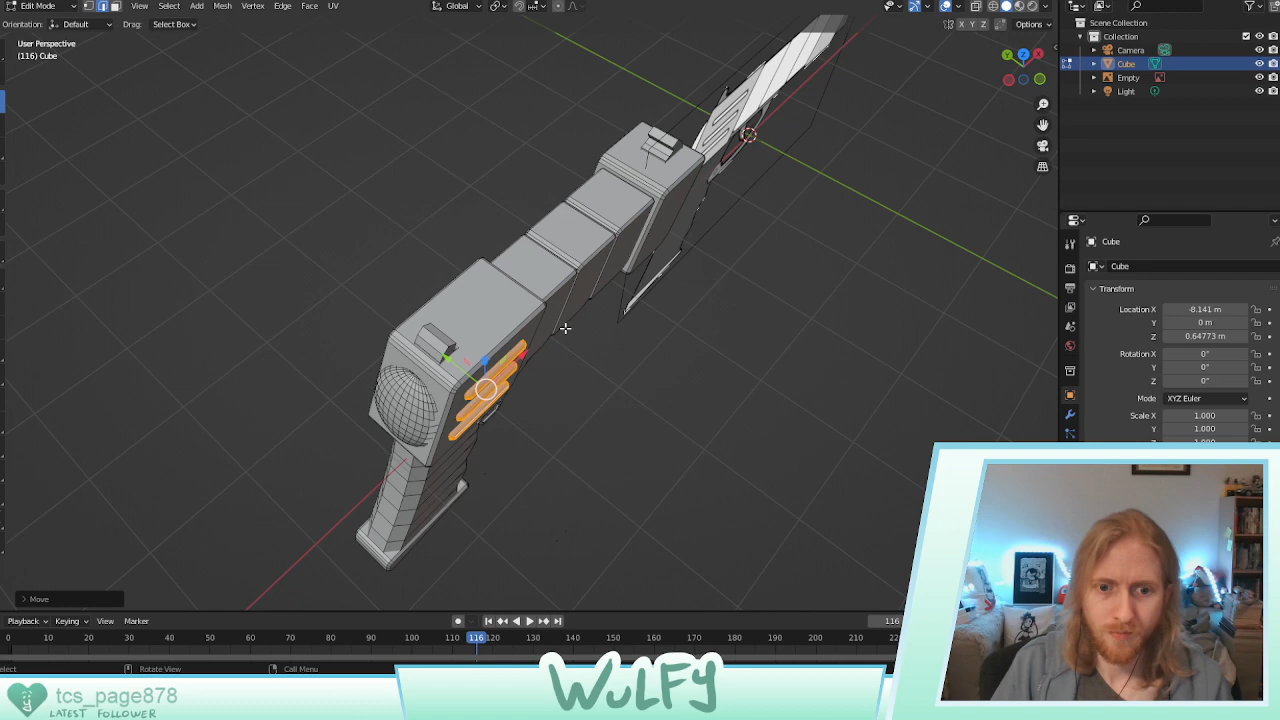 Edit Mode View Select Add Mesh Vertex Edge Face UV Global
Orientation: Default Drag: Select Box X Y Z Options
User Perspective
(116) Cube
Scene Collection
Collection
Camera
Cube
Empty
Light
Cube
Cube
Transform
Location X -8.141 m
Y 0 m
Z 0.64773 m
Rotation X 0°
Y 0°
Z 0°
Mode XYZ Euler
Scale X 1.000
Y 1.000
Move
Playback Keying View Marker 116
0 10 20 30 40 50 60 70 80 90 100 110 116 120 130 140 150 160 170 180 190 200 210
Rotate View Call Menu
tcs_page878
LATEST FOLLOWER
WULFY